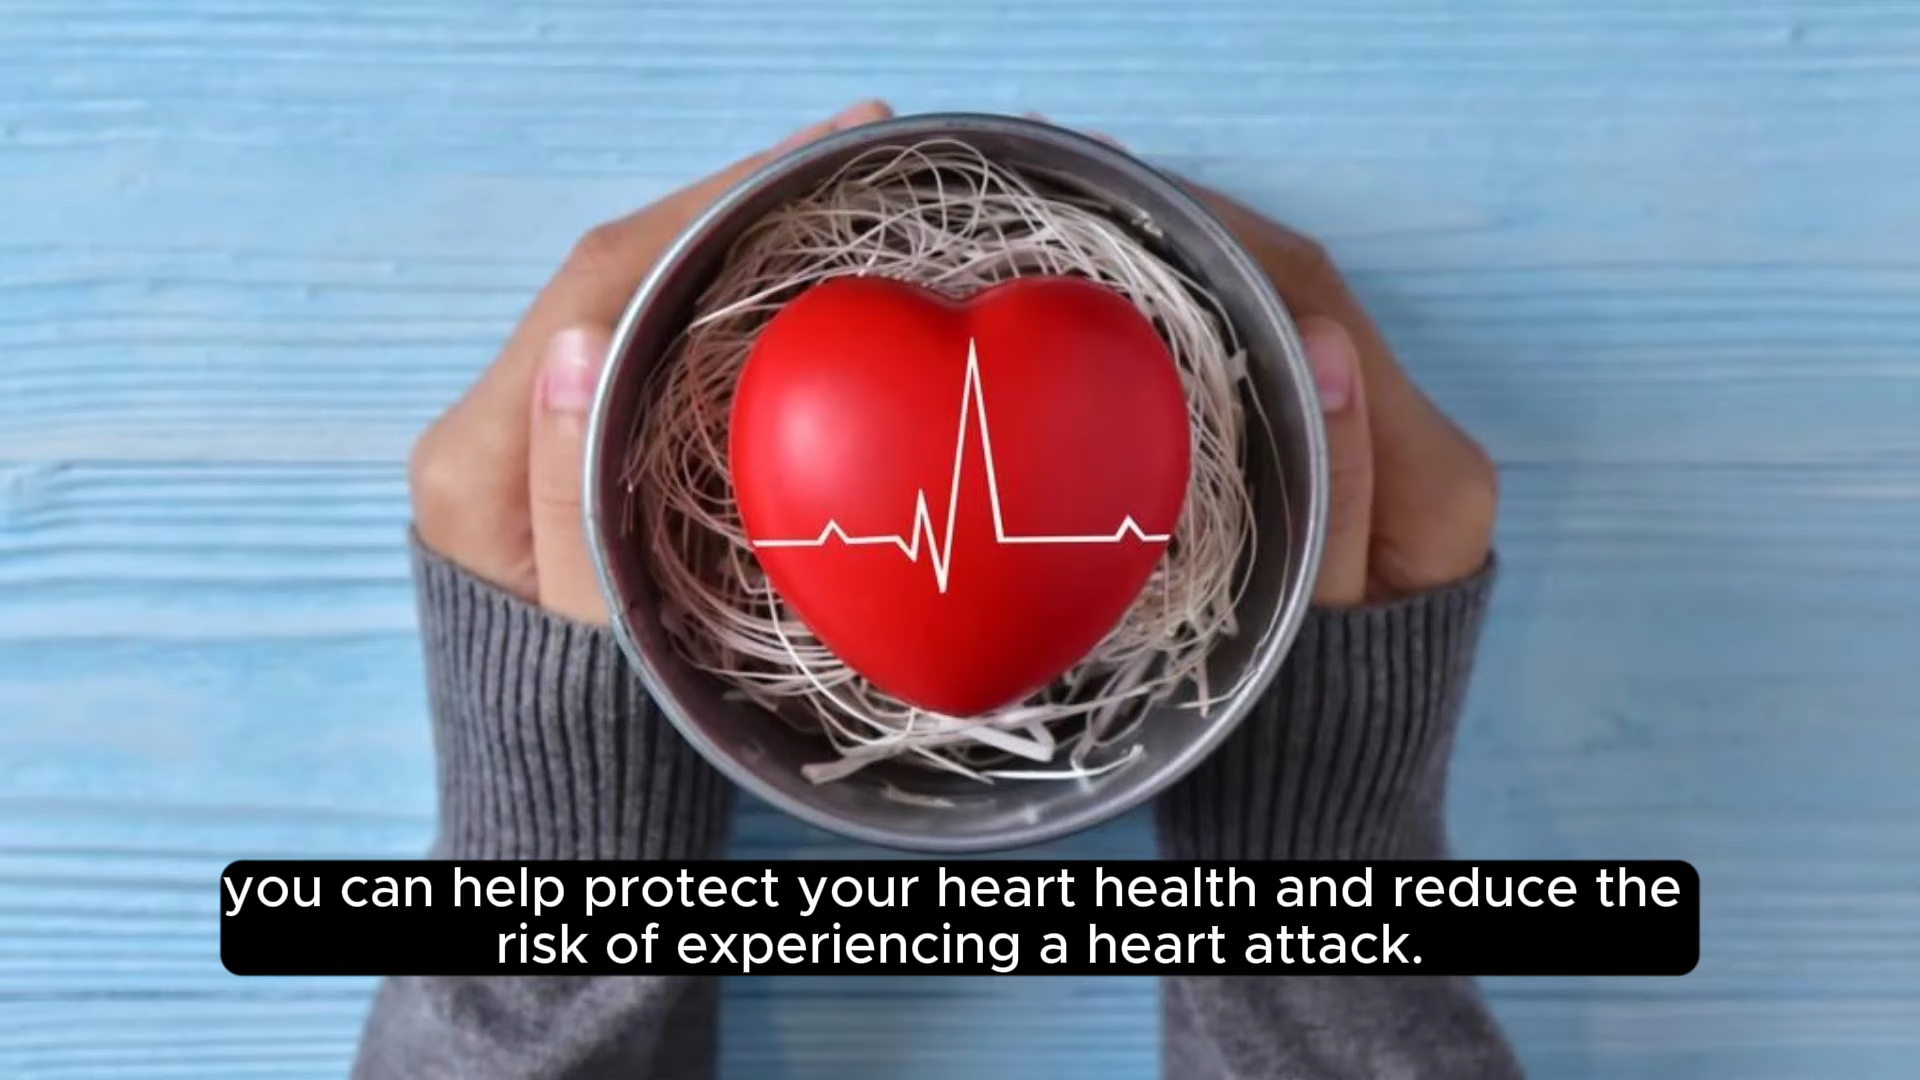 you can help protect your heart health and reduce the
risk of experiencing a heart attack.